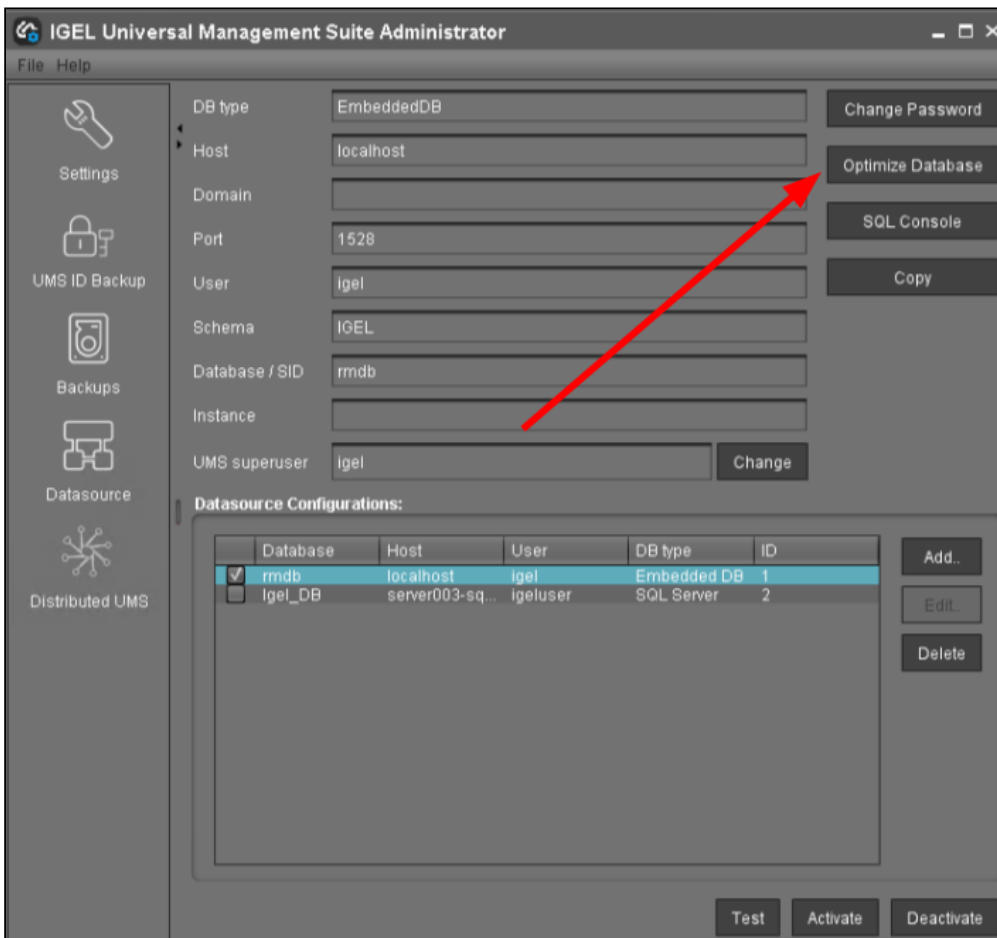 IGEL Universal Management Suite Administrator
File Help
Settings
UMS ID Backup
Backups
Datasource
Distributed UMS
DB type EmbeddedDB
Host localhost
Domain
Port 1528
User igel
Schema IGEL
Database / SID rmdb
Instance
UMS superuser igel Change
Change Password
Optimize Database
SQL Console
Copy
Datasource Configurations:
Database Host User DB type ID
rmdb localhost igel Embedded DB 1
Igel_DB server003-sq... igeluser SQL Server 2
Add..
Edit..
Delete
Test Activate Deactivate